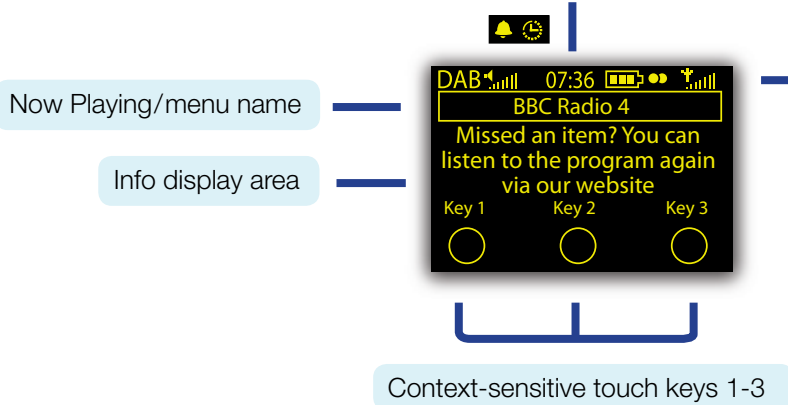 DAB 07:36
Now Playing/menu name
BBC Radio 4
Missed an item? You can
listen to the program again
via our website
Info display area
Key 1 Key 2 Key 3
Context-sensitive touch keys 1-3